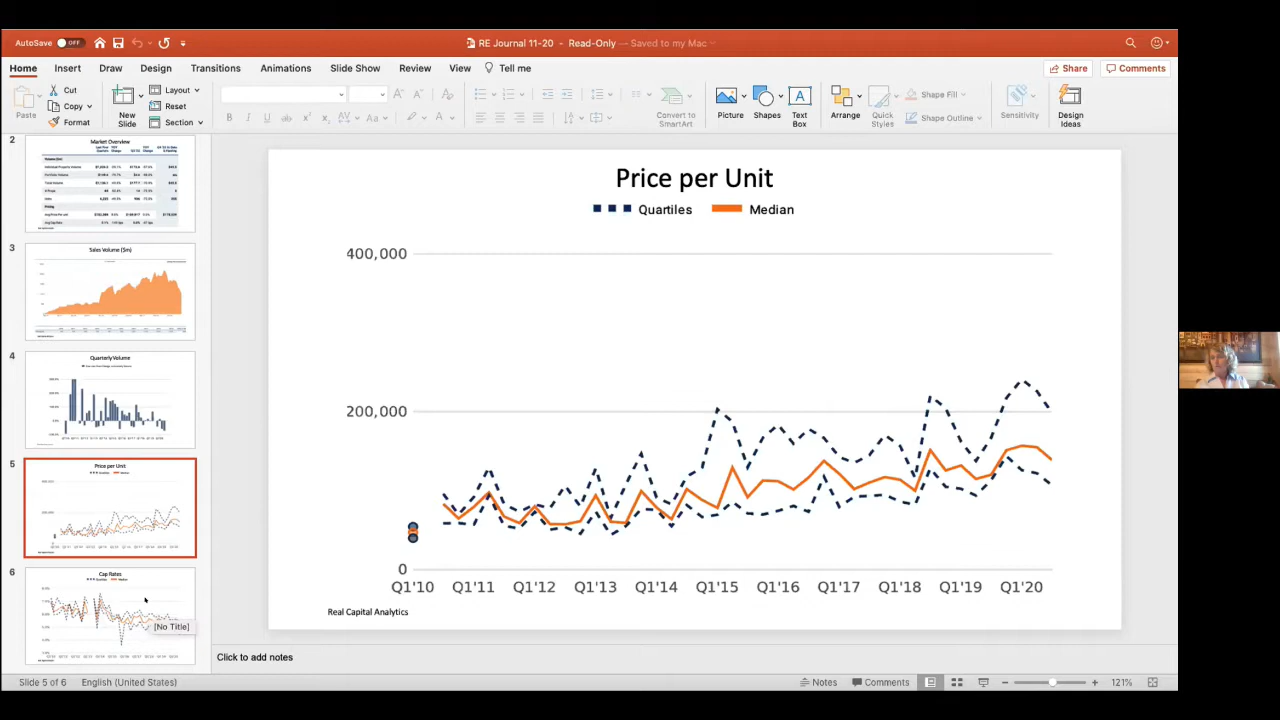 AutoSave OFF
RE Journal 11-20 - Read-Only — Saved to my Mac
Home Insert Draw Design Transitions Animations Slide Show Review View Tell me
Share Comments
Paste
Cut
Copy
Format
New Slide
Layout
Reset
Section
Convert to SmartArt
Picture
Shapes
Text Box
Arrange
Quick Styles
Shape Fill
Shape Outline
Sensitivity
Design Ideas
2
Market Overview
3
Sales Volume ($m)
4
Quarterly Volume
5
Price per Unit
6
Cap Rates
[No Title]
Price per Unit
Quartiles Median
400,000
200,000
0
Q1'10 Q1'11 Q1'12 Q1'13 Q1'14 Q1'15 Q1'16 Q1'17 Q1'18 Q1'19 Q1'20
Real Capital Analytics
Click to add notes
Slide 5 of 6 English (United States) Notes Comments 121%